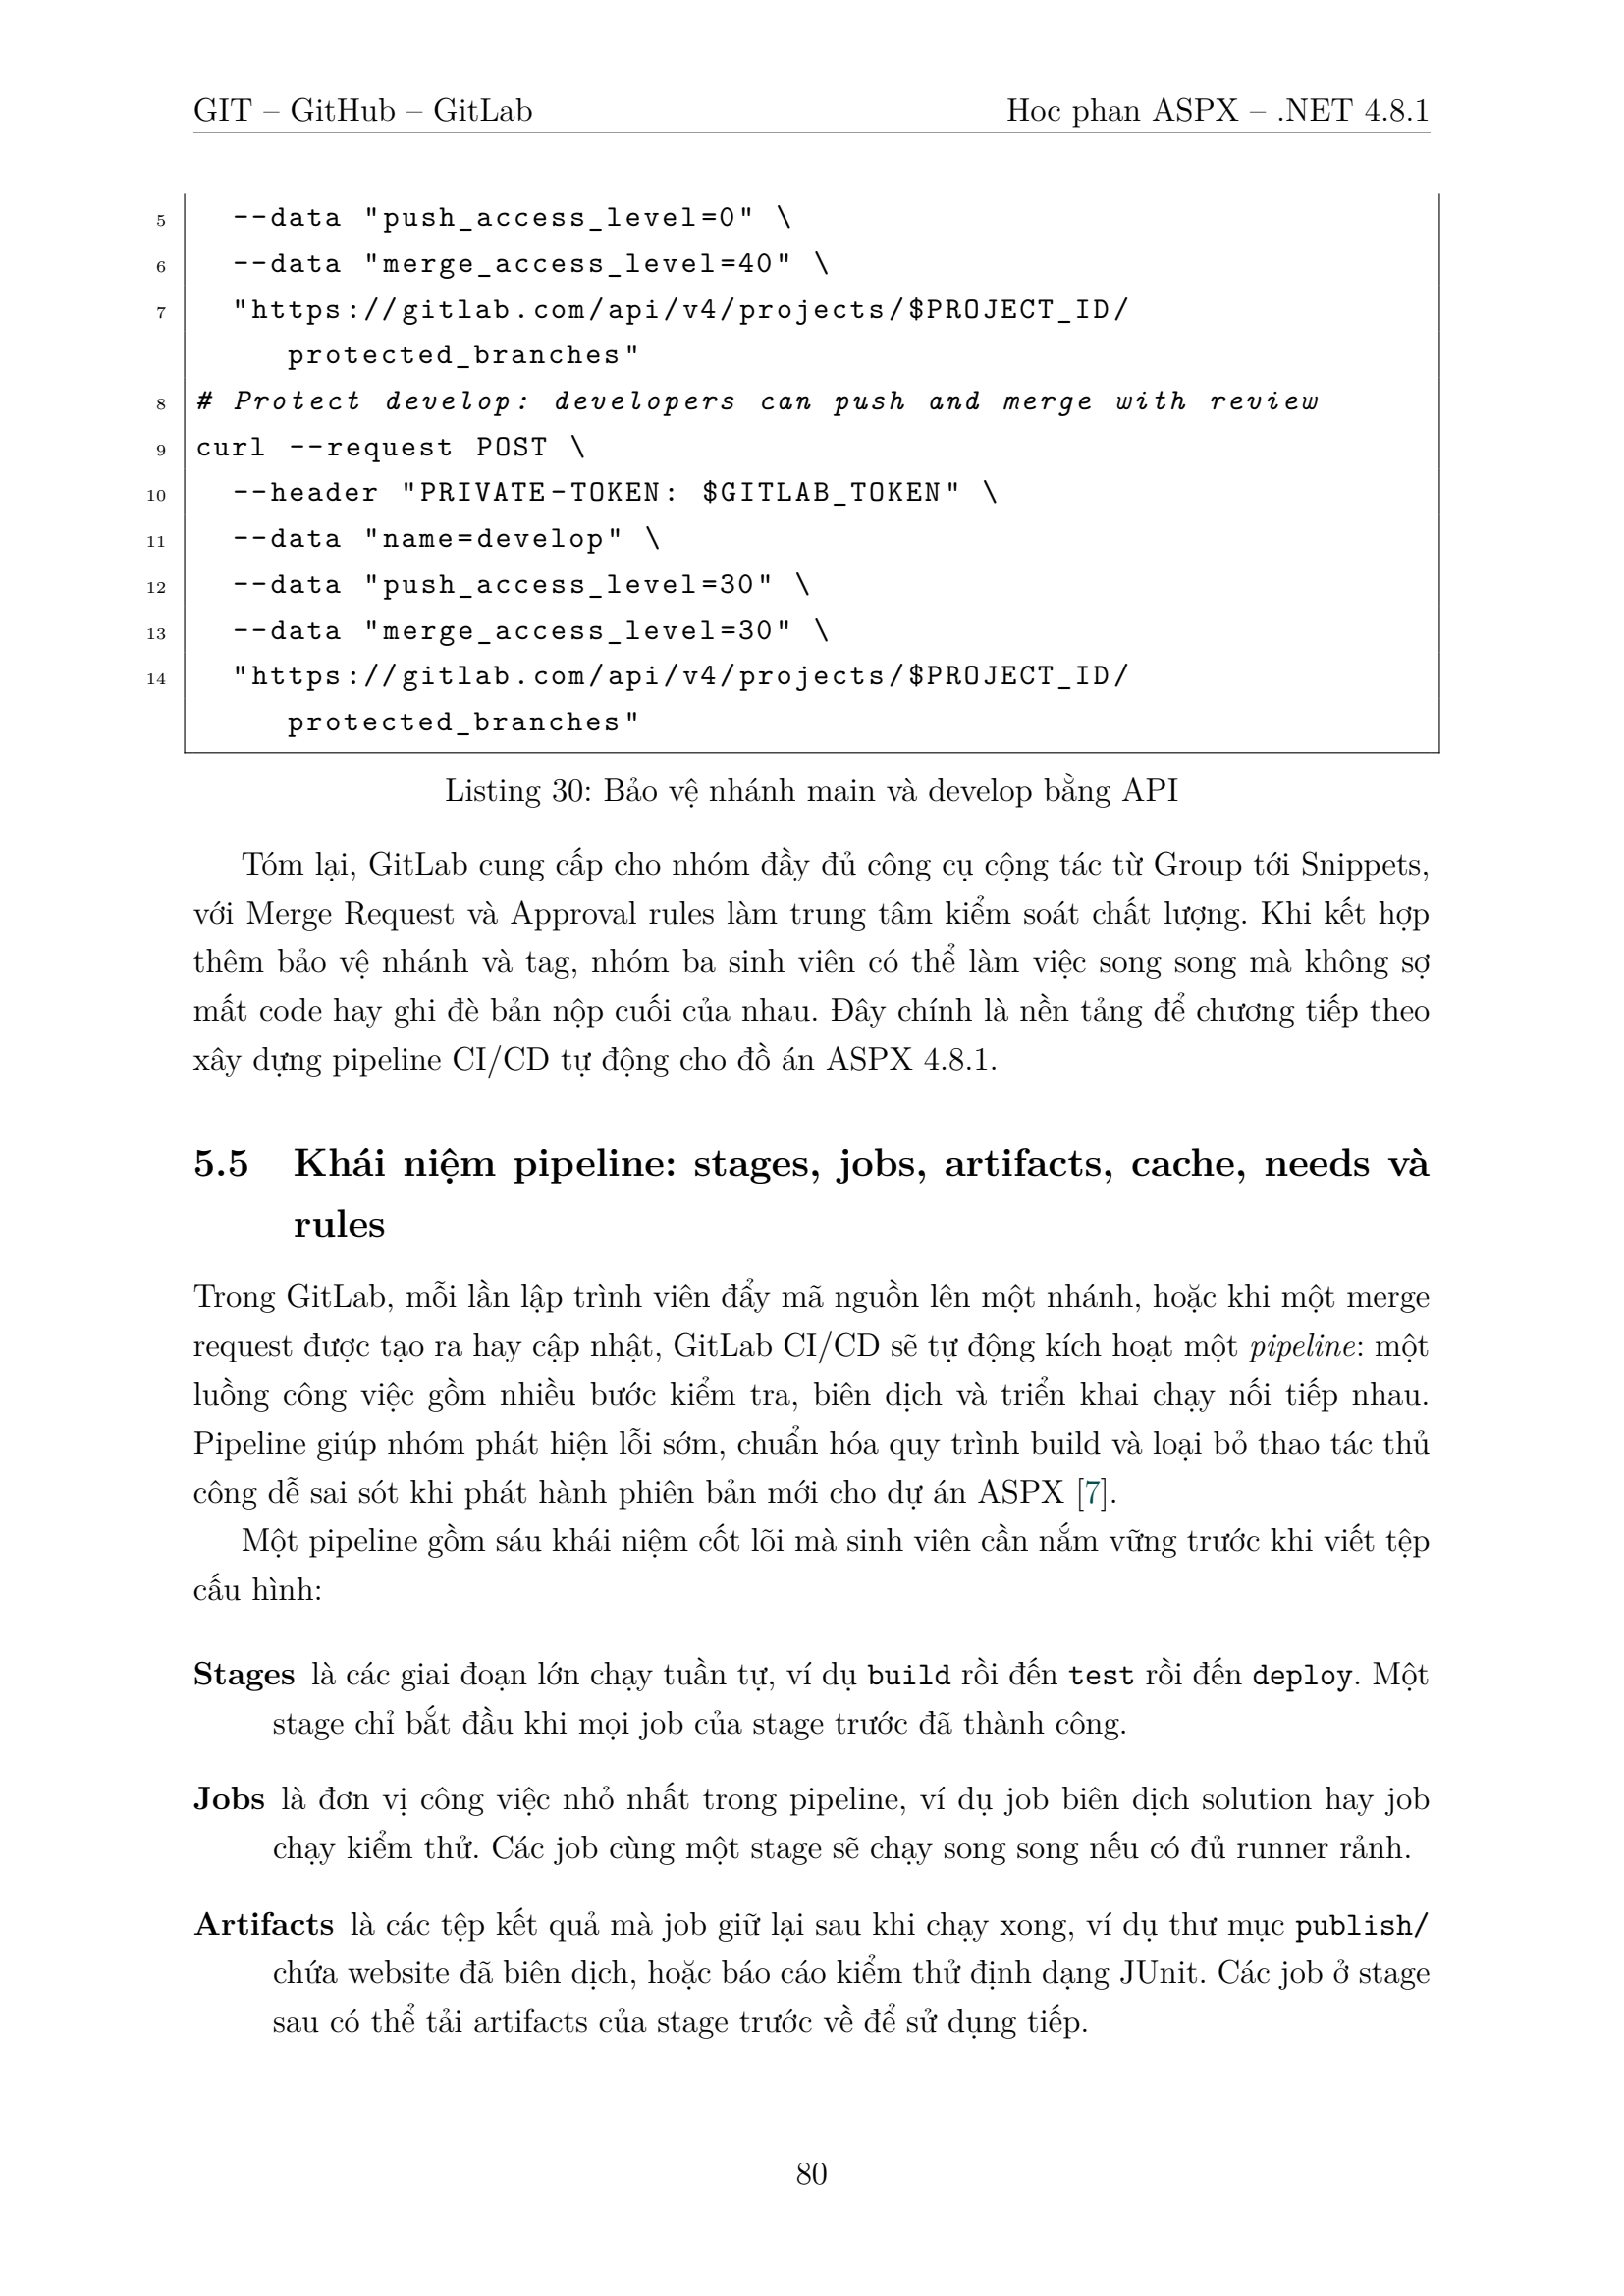 GIT – GitHub – GitLab Hoc phan ASPX – .NET 4.8.1
5 --data "push_access_level=0" \
6 --data "merge_access_level=40" \
7 "https://gitlab.com/api/v4/projects/$PROJECT_ID/
protected_branches"
8 # Protect develop: developers can push and merge with review
9 curl --request POST \
10 --header "PRIVATE-TOKEN: $GITLAB_TOKEN" \
11 --data "name=develop" \
12 --data "push_access_level=30" \
13 --data "merge_access_level=30" \
14 "https://gitlab.com/api/v4/projects/$PROJECT_ID/
protected_branches"
Listing 30: Bảo vệ nhánh main và develop bằng API
Tóm lại, GitLab cung cấp cho nhóm đầy đủ công cụ cộng tác từ Group tới Snippets,
với Merge Request và Approval rules làm trung tâm kiểm soát chất lượng. Khi kết hợp
thêm bảo vệ nhánh và tag, nhóm ba sinh viên có thể làm việc song song mà không sợ
mất code hay ghi đè bản nộp cuối của nhau. Đây chính là nền tảng để chương tiếp theo
xây dựng pipeline CI/CD tự động cho đồ án ASPX 4.8.1.
5.5 Khái niệm pipeline: stages, jobs, artifacts, cache, needs và
rules
Trong GitLab, mỗi lần lập trình viên đẩy mã nguồn lên một nhánh, hoặc khi một merge
request được tạo ra hay cập nhật, GitLab CI/CD sẽ tự động kích hoạt một pipeline: một
luồng công việc gồm nhiều bước kiểm tra, biên dịch và triển khai chạy nối tiếp nhau.
Pipeline giúp nhóm phát hiện lỗi sớm, chuẩn hóa quy trình build và loại bỏ thao tác thủ
công dễ sai sót khi phát hành phiên bản mới cho dự án ASPX [7].
Một pipeline gồm sáu khái niệm cốt lõi mà sinh viên cần nắm vững trước khi viết tệp
cấu hình:
Stages là các giai đoạn lớn chạy tuần tự, ví dụ build rồi đến test rồi đến deploy. Một
stage chỉ bắt đầu khi mọi job của stage trước đã thành công.
Jobs là đơn vị công việc nhỏ nhất trong pipeline, ví dụ job biên dịch solution hay job
chạy kiểm thử. Các job cùng một stage sẽ chạy song song nếu có đủ runner rảnh.
Artifacts là các tệp kết quả mà job giữ lại sau khi chạy xong, ví dụ thư mục publish/
chứa website đã biên dịch, hoặc báo cáo kiểm thử định dạng JUnit. Các job ở stage
sau có thể tải artifacts của stage trước về để sử dụng tiếp.
80